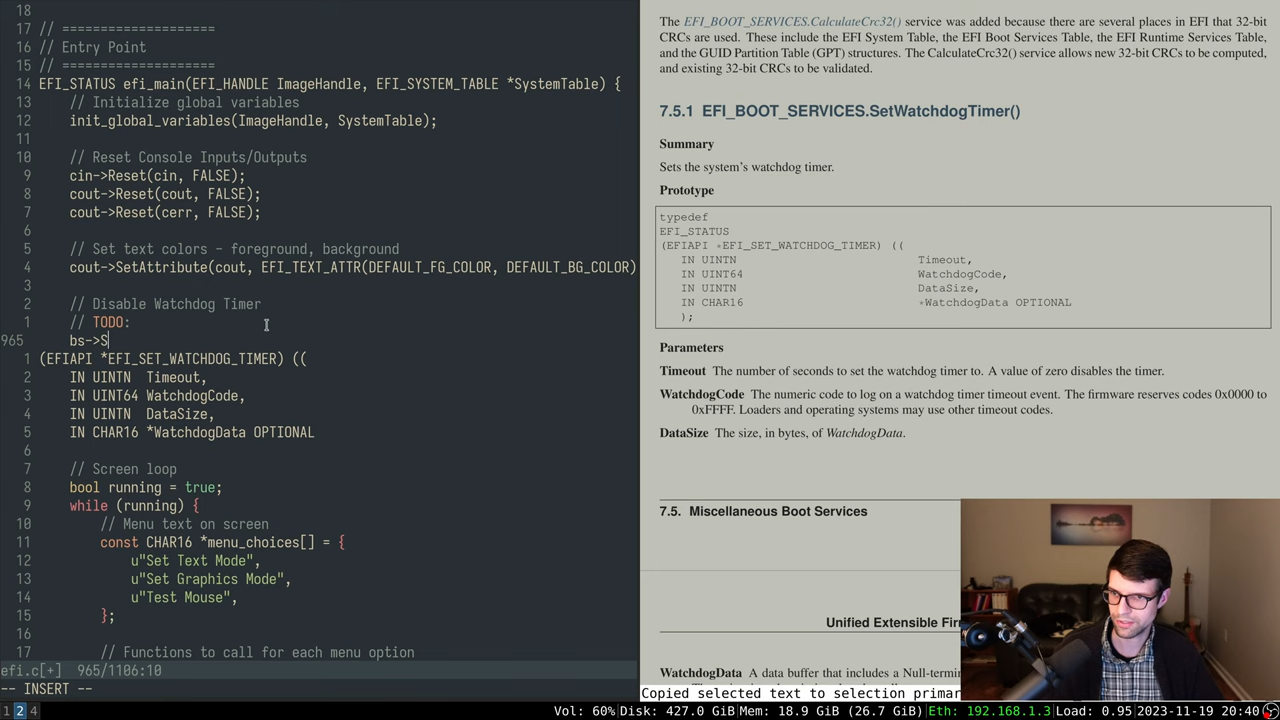 18
17 // ====================
16 // Entry Point
15 // ====================
14 EFI_STATUS efi_main(EFI_HANDLE ImageHandle, EFI_SYSTEM_TABLE *SystemTable) {
13     // Initialize global variables
12     init_global_variables(ImageHandle, SystemTable);
11
10     // Reset Console Inputs/Outputs
9     cin->Reset(cin, FALSE);
8     cout->Reset(cout, FALSE);
7     cout->Reset(cerr, FALSE);
6
5     // Set text colors - foreground, background
4     cout->SetAttribute(cout, EFI_TEXT_ATTR(DEFAULT_FG_COLOR, DEFAULT_BG_COLOR)
3
2     // Disable Watchdog Timer
1     // TODO:
965     bs->S
1 (EFIAPI *EFI_SET_WATCHDOG_TIMER) ((
2     IN UINTN  Timeout,
3     IN UINT64 WatchdogCode,
4     IN UINTN  DataSize,
5     IN CHAR16 *WatchdogData OPTIONAL
6
7     // Screen loop
8     bool running = true;
9     while (running) {
10         // Menu text on screen
11         const CHAR16 *menu_choices[] = {
12             u"Set Text Mode",
13             u"Set Graphics Mode",
14             u"Test Mouse",
15         };
16
17         // Functions to call for each menu option
efi.c[+]  965/1106:10
-- INSERT --
The EFI_BOOT_SERVICES.CalculateCrc32() service was added because there are several places in EFI that 32-bit
CRCs are used. These include the EFI System Table, the EFI Boot Services Table, the EFI Runtime Services Table,
and the GUID Partition Table (GPT) structures. The CalculateCrc32() service allows new 32-bit CRCs to be computed,
and existing 32-bit CRCs to be validated.
7.5.1 EFI_BOOT_SERVICES.SetWatchdogTimer()
Summary
Sets the system's watchdog timer.
Prototype
typedef
EFI_STATUS
(EFIAPI *EFI_SET_WATCHDOG_TIMER) ((
IN UINTN Timeout,
IN UINT64 WatchdogCode,
IN UINTN DataSize,
IN CHAR16 *WatchdogData OPTIONAL
);
Parameters
Timeout The number of seconds to set the watchdog timer to. A value of zero disables the timer.
WatchdogCode The numeric code to log on a watchdog timer timeout event. The firmware reserves codes 0x0000 to
0xFFFF. Loaders and operating systems may use other timeout codes.
DataSize The size, in bytes, of WatchdogData.
7.5. Miscellaneous Boot Services
Unified Extensible Fir
WatchdogData A data buffer that includes a Null-termin
Copied selected text to selection primar
1 2 4
Vol: 60%|Disk: 427.0 GiB|Mem: 18.9 GiB (26.7 GiB)|Eth: 192.168.1.3|Load: 0.95 2023-11-19 20:40